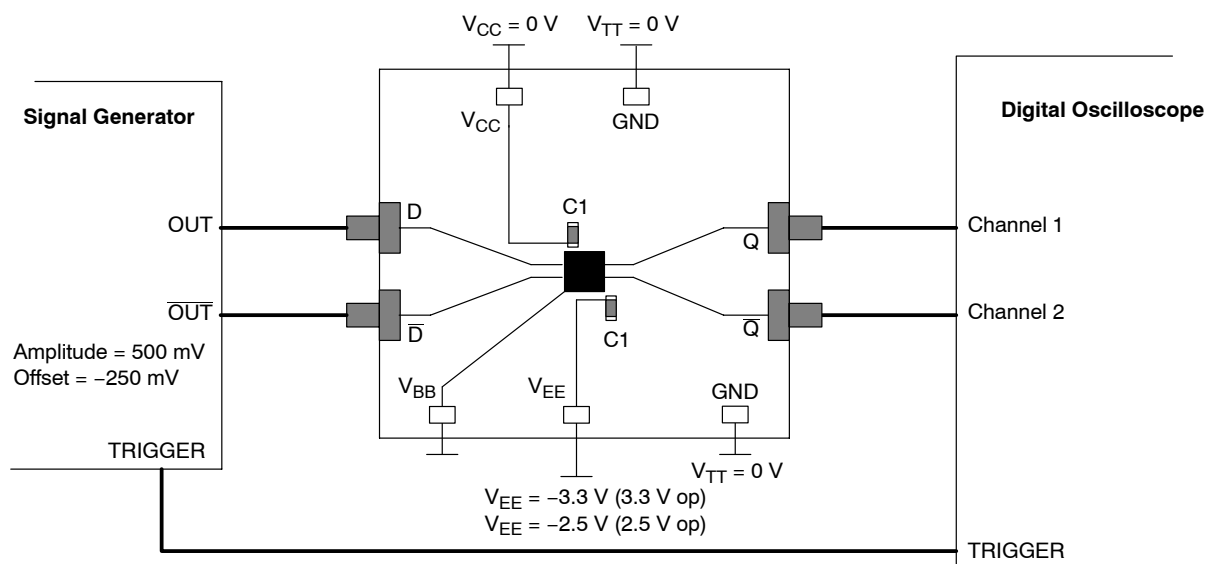 V_CC = 0 V
V_TT = 0 V
Signal Generator
Digital Oscilloscope
V_CC
GND
OUT
D
C1
Q
Channel 1
O̅U̅T̅
D̅
C1
Q̅
Channel 2
Amplitude = 500 mV
Offset = −250 mV
V_BB
V_EE
GND
TRIGGER
V_TT = 0 V
V_EE = −3.3 V (3.3 V op)
V_EE = −2.5 V (2.5 V op)
TRIGGER